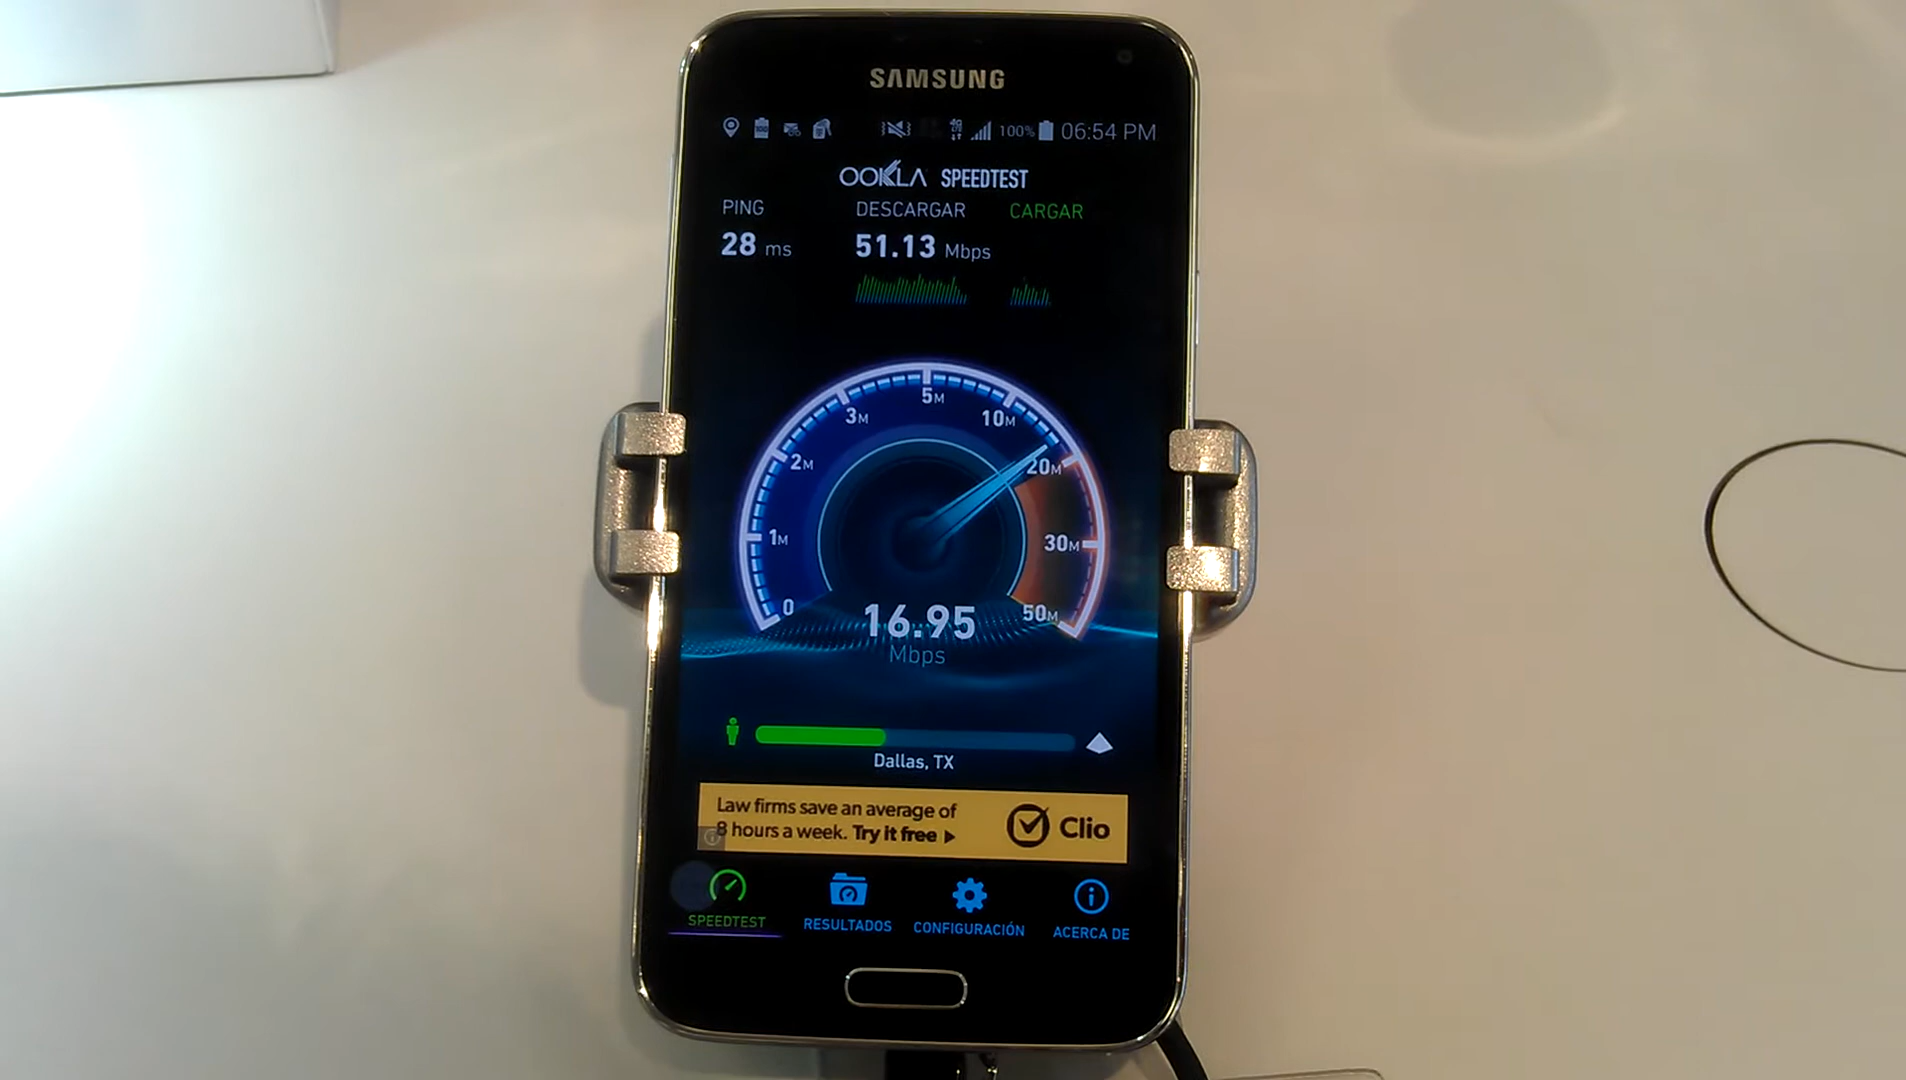 SAMSUNG
100% 06:54 PM
OOKLA SPEEDTEST
PING DESCARGAR CARGAR
28 ms 51.13 Mbps
5M
3M 10M
2M 20M
1M 30M
0 50M
16.95
Mbps
Dallas, TX
Law firms save an average of
8 hours a week. Try it free
Clio
SPEEDTEST RESULTADOS CONFIGURACIÓN ACERCA DE